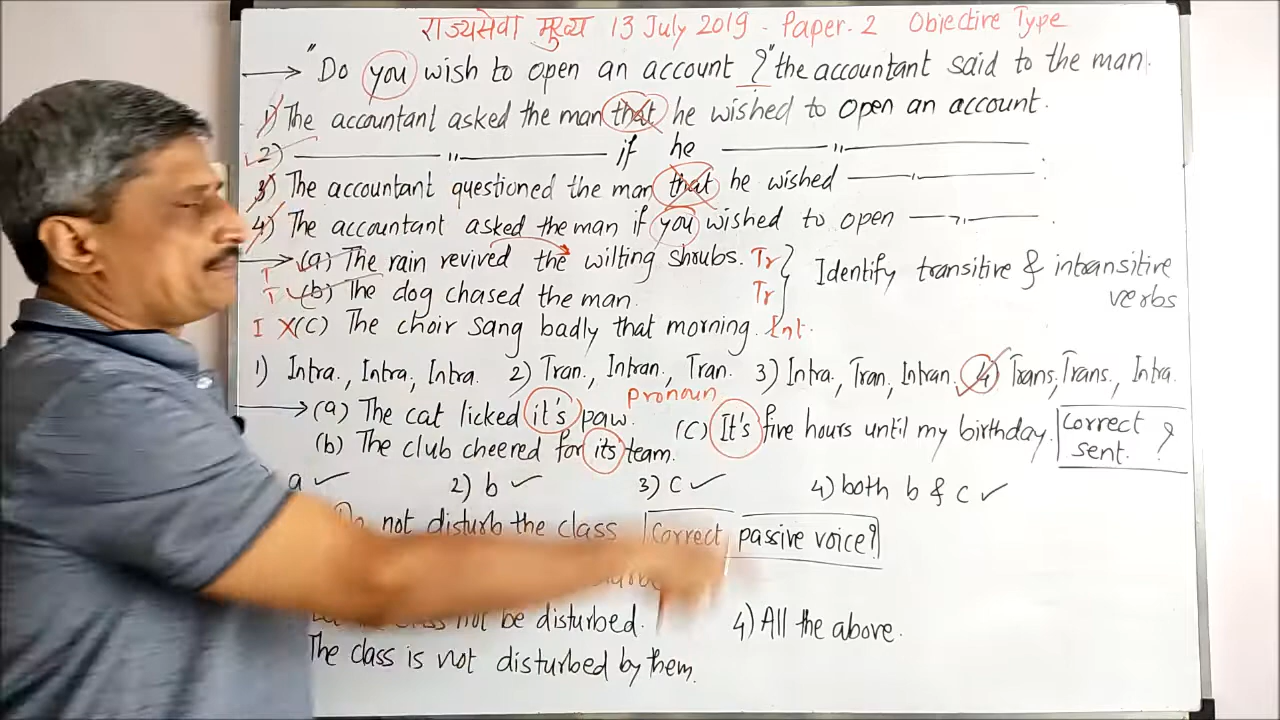 राज्यसेवा मुख्य 13 July 2019 - Paper-2 Objective Type
"Do you wish to open an account ?" the accountant said to the man.
1) The accountant asked the man that he wished to open an account.
2) ———"——— if he ———"———
3) The accountant questioned the man that he wished ———"———.
4) The accountant asked the man if you wished to open ——"——.
T (a) The rain revived the wilting shrubs. Tr
T (b) The dog chased the man. Tr
Identify transitive & intransitive verbs
I X(C) The choir sang badly that morning. Int.
1) Intra., Intra, Intra. 2) Tran., Intran., Tran. 3) Intra., Tran, Intran. 4) Trans, Trans., Intra.
pronoun
(a) The cat licked it's paw.
(b) The club cheered for its team.
(C) It's five hours until my birthday.
Correct sent. ?
a ✓ 2) b ✓ 3) C ✓ 4) both b & c ✓
not disturb the class
Correct passive voice?
not be disturbed.
4) All the above.
The class is not disturbed by them.